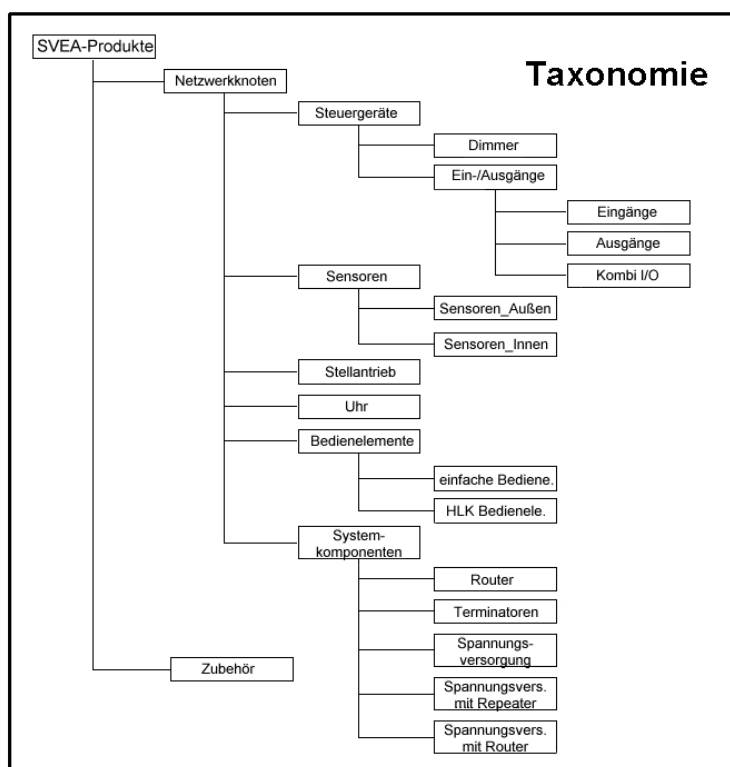 SVEA-Produkte
Taxonomie
Netzwerkknoten
Steuergeräte
Dimmer
Ein-/Ausgänge
Eingänge
Ausgänge
Kombi I/O
Sensoren
Sensoren_Außen
Sensoren_Innen
Stellantrieb
Uhr
Bedienelemente
einfache Bediene.
HLK Bedienele.
System-
komponenten
Router
Terminatoren
Spannungs-
versorgung
Spannungsvers.
mit Repeater
Spannungsvers.
mit Router
Zubehör